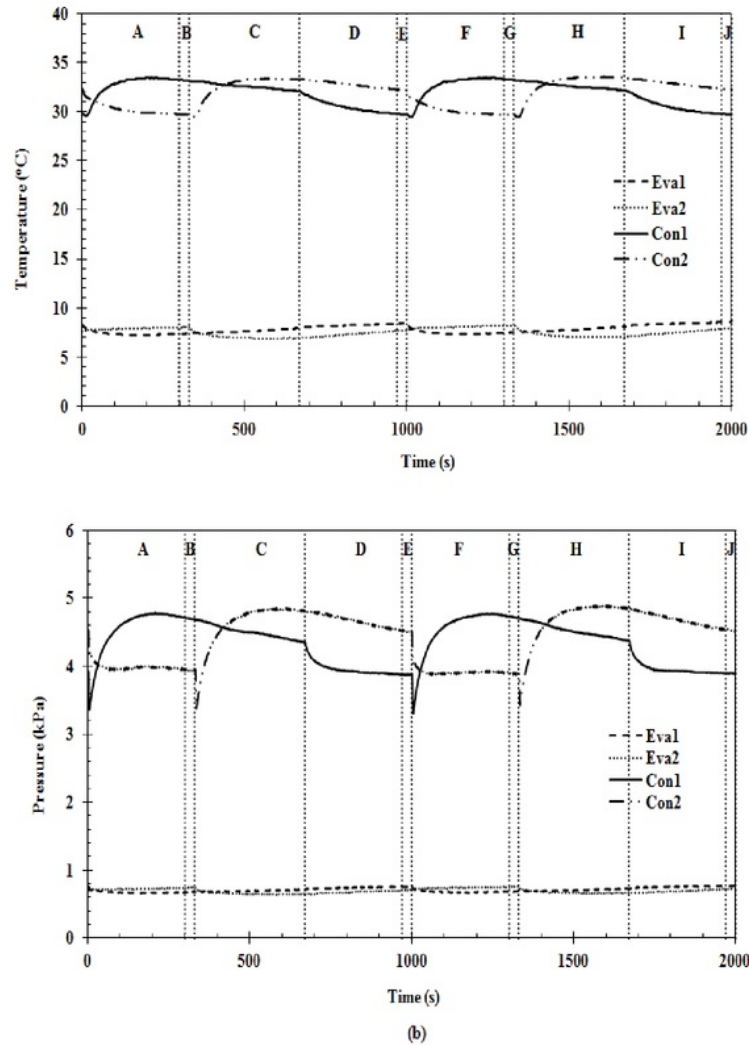 40
A B C D E F G H I J
35
30
25
Eva1
20
Eva2
Con1
15
Con2
10
5
0
Temperature (°C)
0 500 1000 1500 2000
Time (s)
6
A B C D E F G H I J
5
4
3
Eva1
Eva2
2
Con1
Con2
1
0
Pressure (kPa)
0 500 1000 1500 2000
Time (s)
(b)